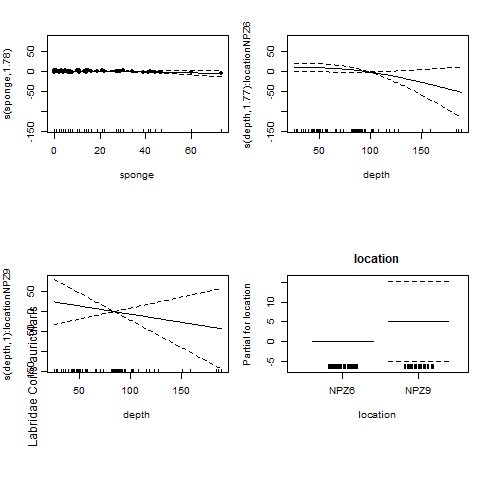 s(sponge,1.78)
-150
-50
0
50
0
20
40
60
sponge
s(depth,1.77):locationNPZ6
-150
-50
0
50
50
100
150
depth
s(depth,1):locationNPZ9
Labridae Coris auricularis
50
50
100
150
depth
location
Partial for location
-5
0
5
10
NPZ6
NPZ9
location